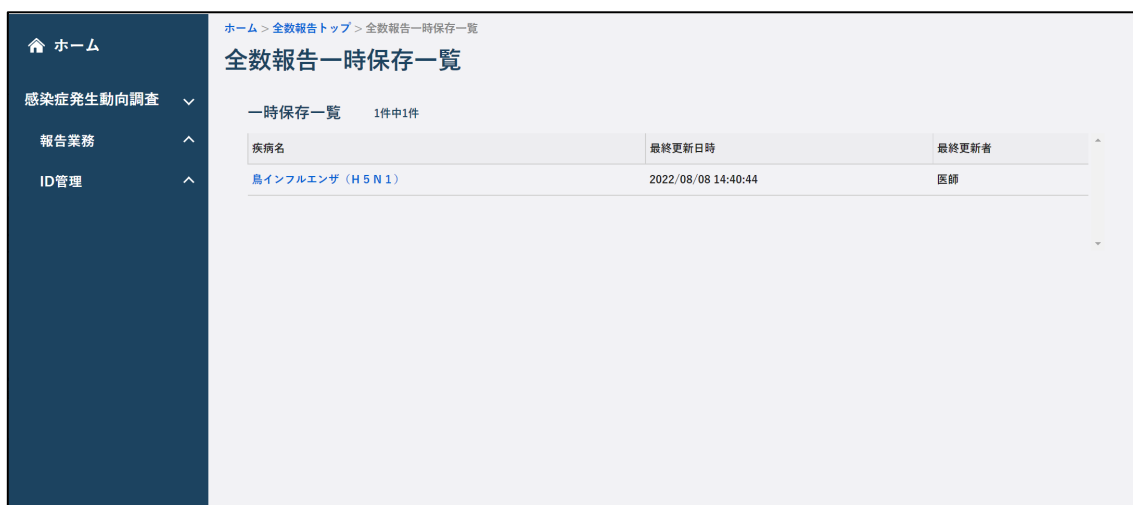 ホーム
感染症発生動向調査
報告業務
ID管理
ホーム > 全数報告トップ > 全数報告一時保存一覧
全数報告一時保存一覧
一時保存一覧 1件中1件
疾病名 最終更新日時 最終更新者
鳥インフルエンザ（H５N１） 2022/08/08 14:40:44 医師